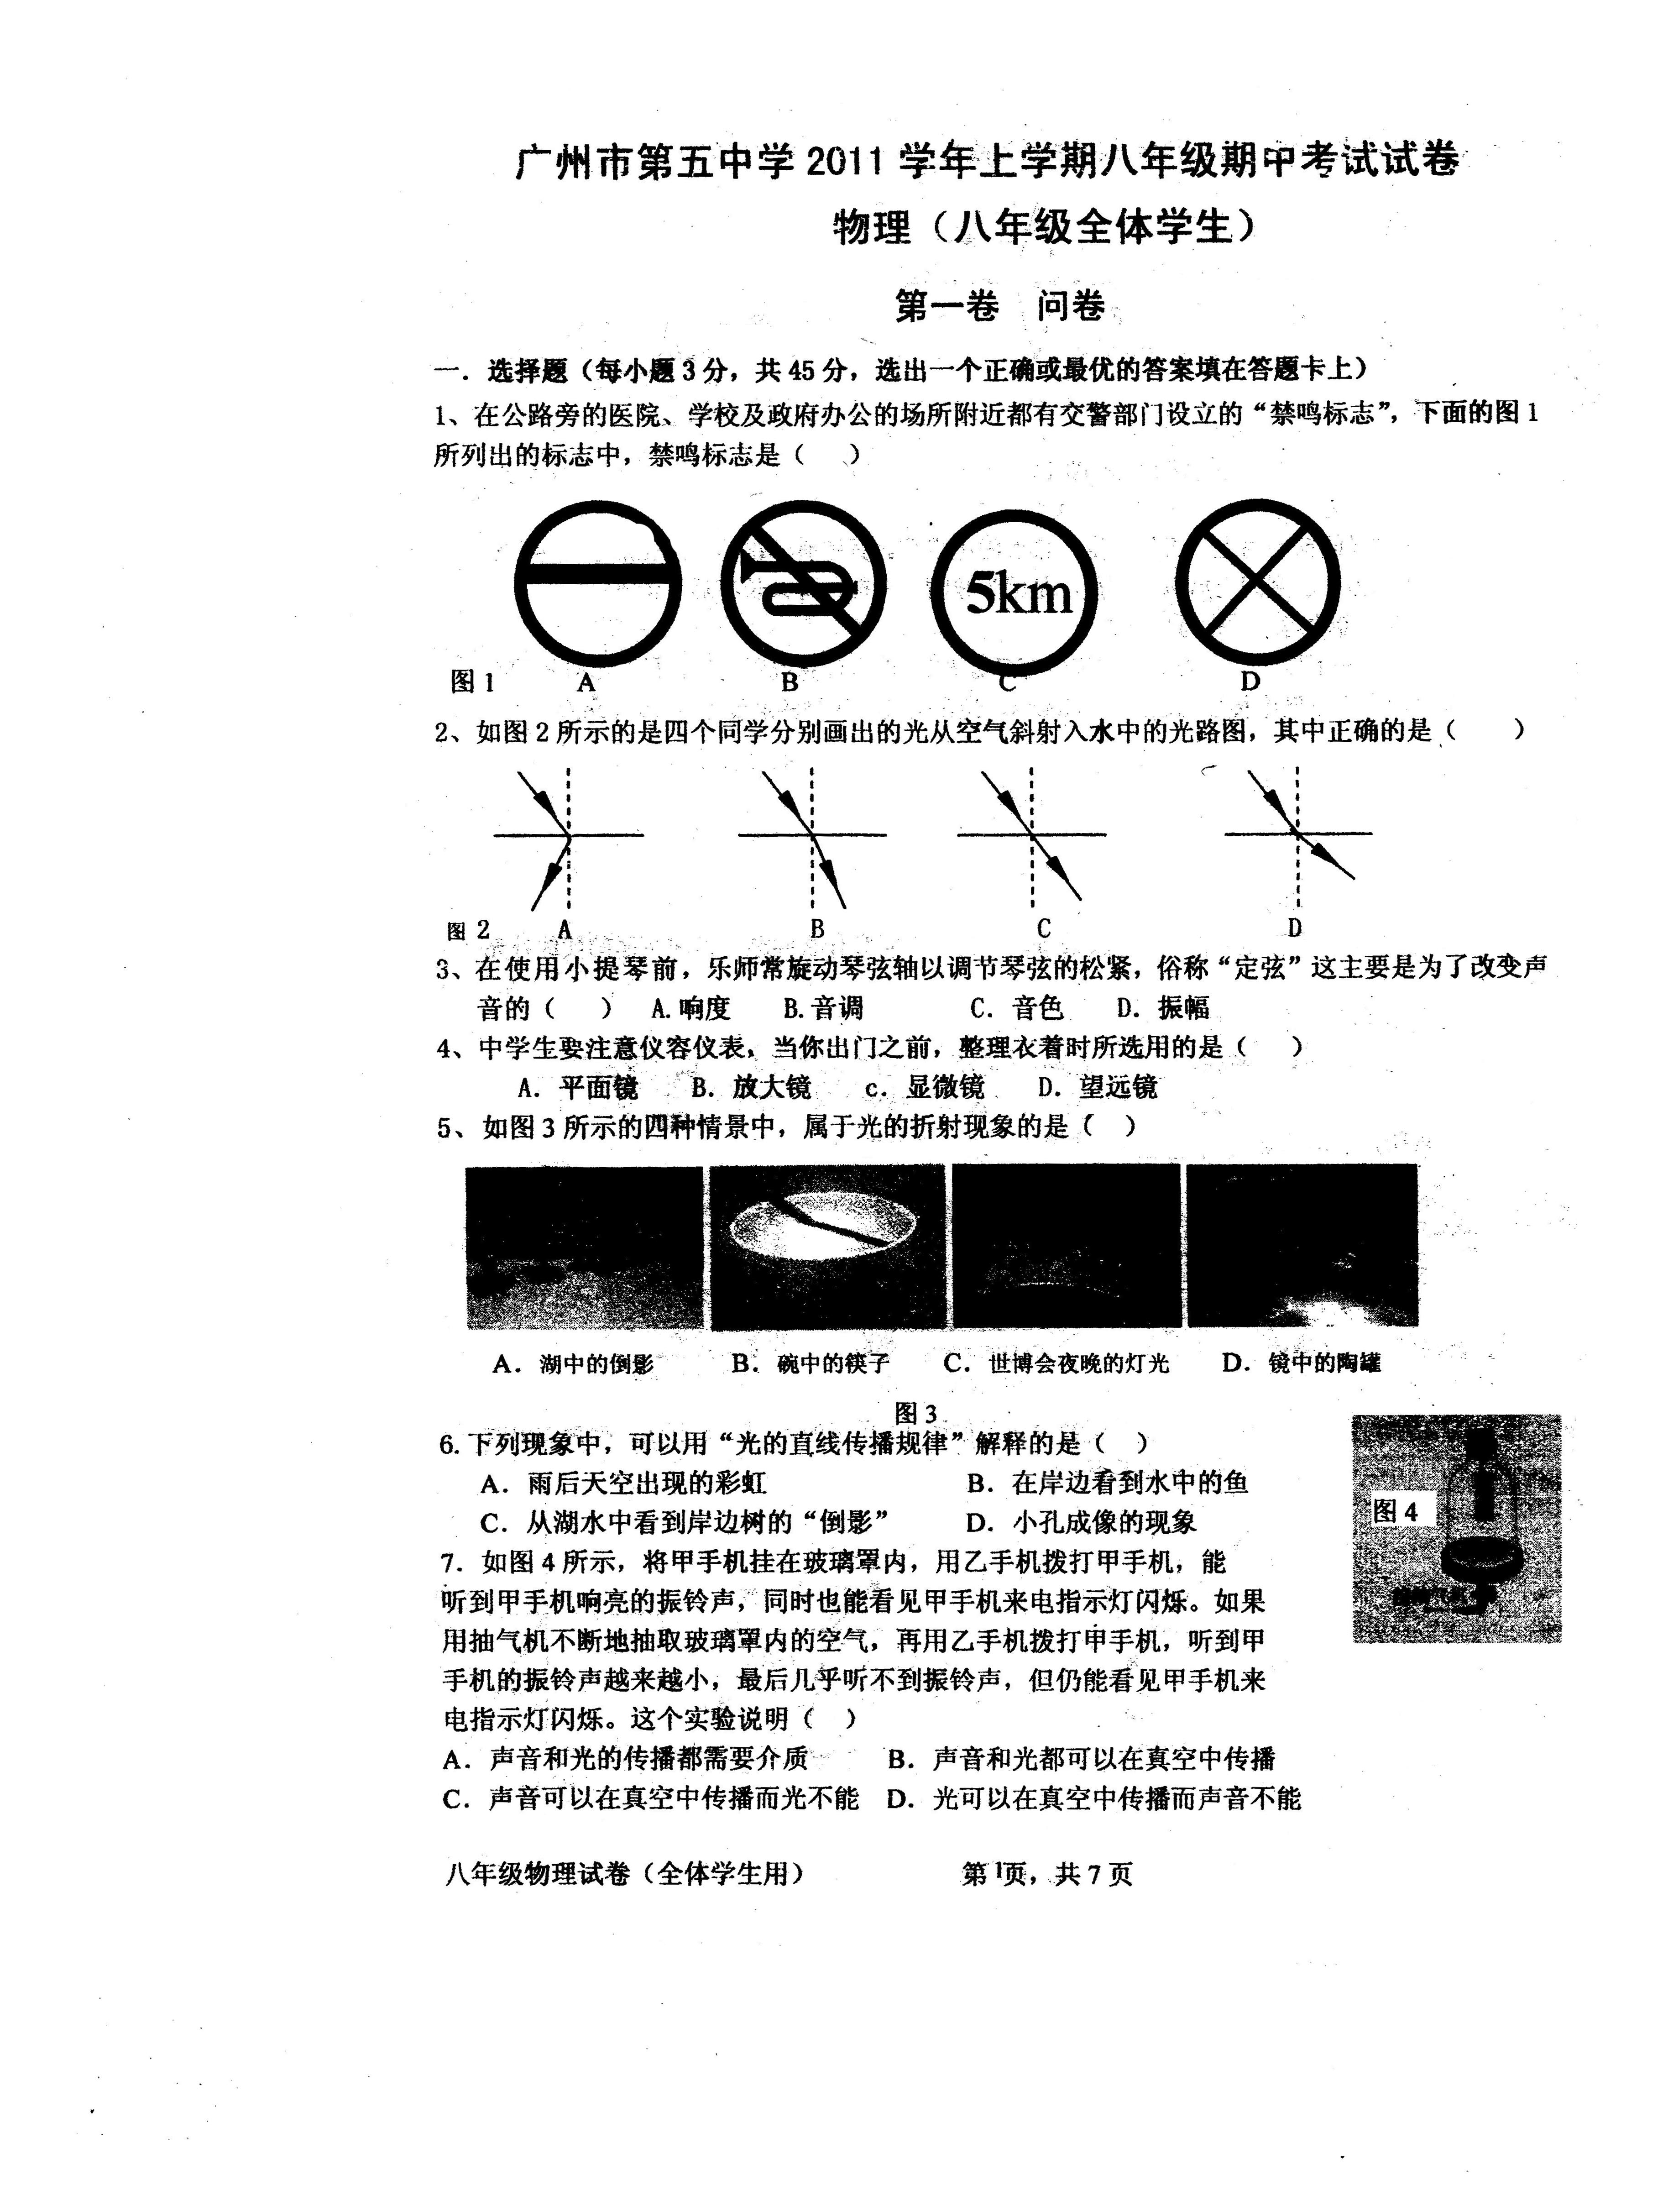 广州市第五中学2011学年上学期八年级期中考试试卷
物理（八年级全体学生）
第一卷 问卷
一．选择题（每小题3分，共45分，选出一个正确或最优的答案填在答题卡上）
1、在公路旁的医院、学校及政府办公的场所附近都有交警部门设立的“禁鸣标志”，下面的图1
所列出的标志中，禁鸣标志是（ ）
5km
图1 A B C D
2、如图2所示的是四个同学分别画出的光从空气斜射入水中的光路图，其中正确的是（ ）
图2 A B C D
3、在使用小提琴前，乐师常旋动琴弦轴以调节琴弦的松紧，俗称“定弦”这主要是为了改变声
音的（ ） A.响度 B.音调 C．音色 D．振幅
4、中学生要注意仪容仪表，当你出门之前，整理衣着时所选用的是（ ）
A．平面镜 B．放大镜 c．显微镜 D．望远镜
5、如图3所示的四种情景中，属于光的折射现象的是（ ）
A．湖中的倒影 B．碗中的筷子 C．世博会夜晚的灯光 D．镜中的陶罐
图3
6.下列现象中，可以用“光的直线传播规律”解释的是（ ）
A．雨后天空出现的彩虹 B．在岸边看到水中的鱼
C．从湖水中看到岸边树的“倒影” D．小孔成像的现象
图4
7．如图4所示，将甲手机挂在玻璃罩内，用乙手机拨打甲手机，能
听到甲手机响亮的振铃声，同时也能看见甲手机来电指示灯闪烁。如果
用抽气机不断地抽取玻璃罩内的空气，再用乙手机拨打甲手机，听到甲
手机的振铃声越来越小，最后几乎听不到振铃声，但仍能看见甲手机来
电指示灯闪烁。这个实验说明（ ）
A．声音和光的传播都需要介质 B．声音和光都可以在真空中传播
C．声音可以在真空中传播而光不能 D．光可以在真空中传播而声音不能
八年级物理试卷（全体学生用） 第1页，共7页